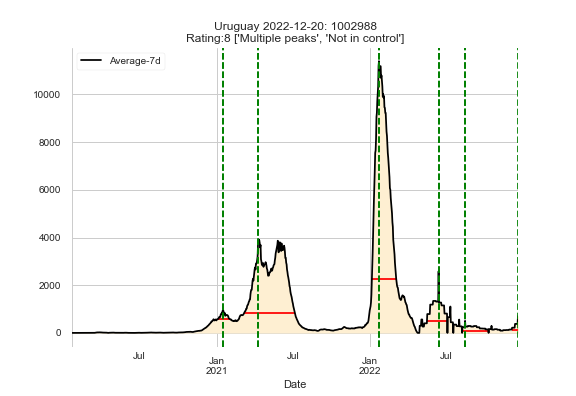 Uruguay 2022-12-20: 1002988
Rating:8 ['Multiple peaks', 'Not in control']
Average-7d
10000
8000
6000
4000
2000
0
Jul
Jan
2021
Jul
Jan
2022
Jul
Date